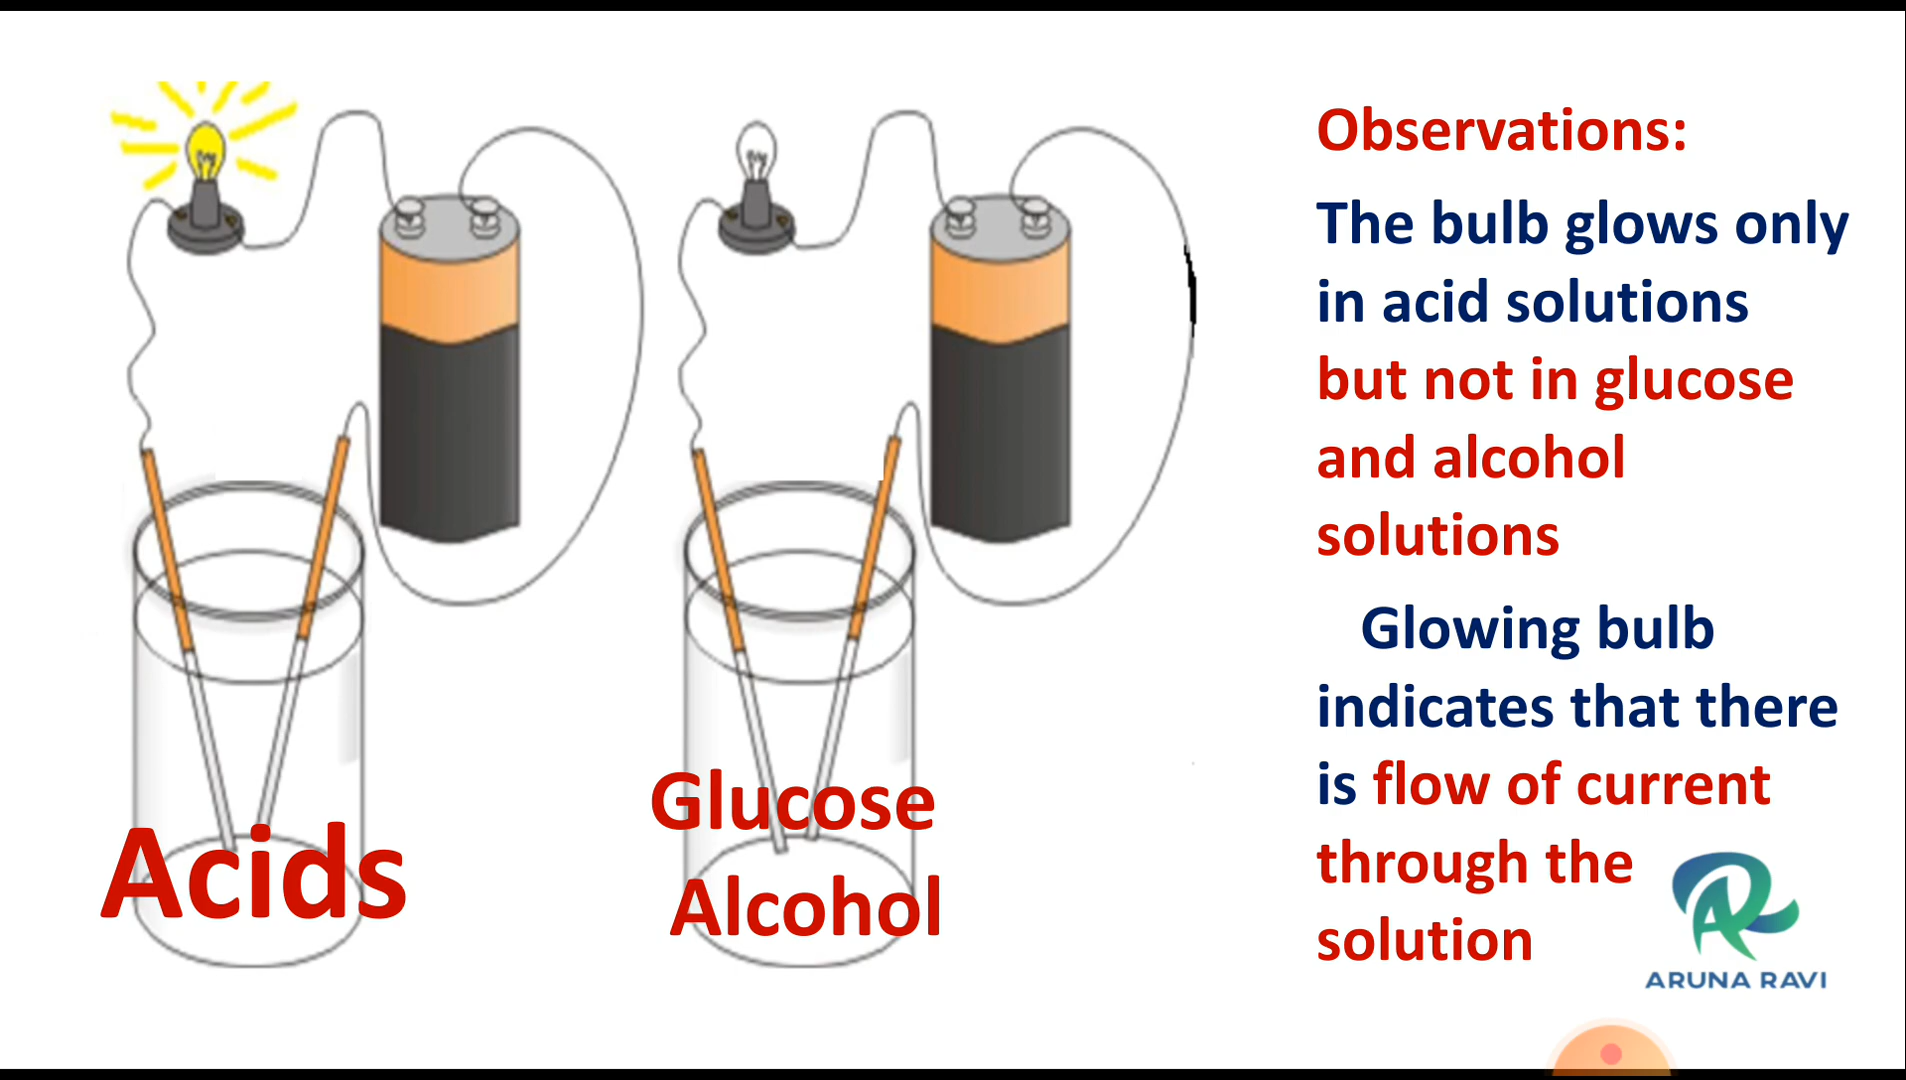 Acids
Glucose
Alcohol
Observations:
The bulb glows only
in acid solutions
but not in glucose
and alcohol
solutions
Glowing bulb
indicates that there
is flow of current
through the
solution
ARUNA RAVI